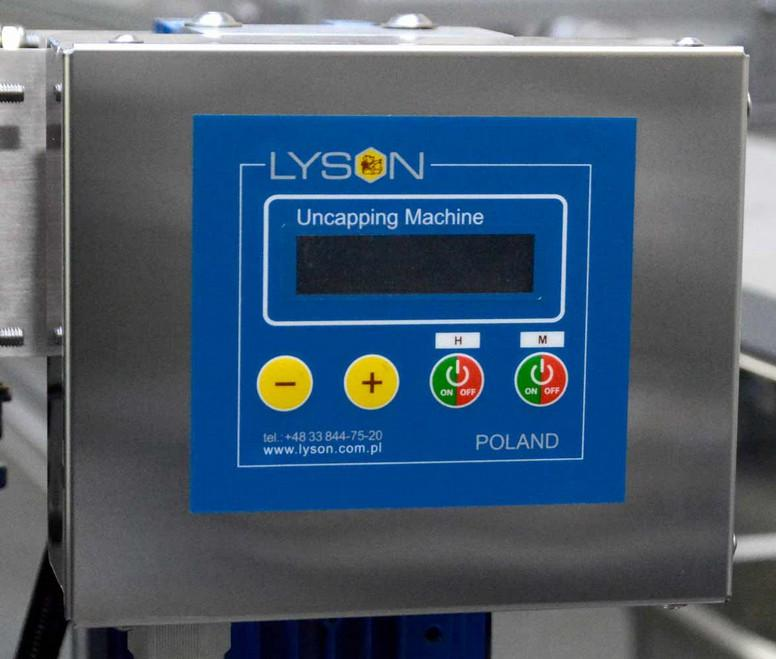 LYSON
Uncapping Machine
H M
− +
ON OFF ON OFF
tel.: +48 33 844-75-20
www.lyson.com.pl
POLAND